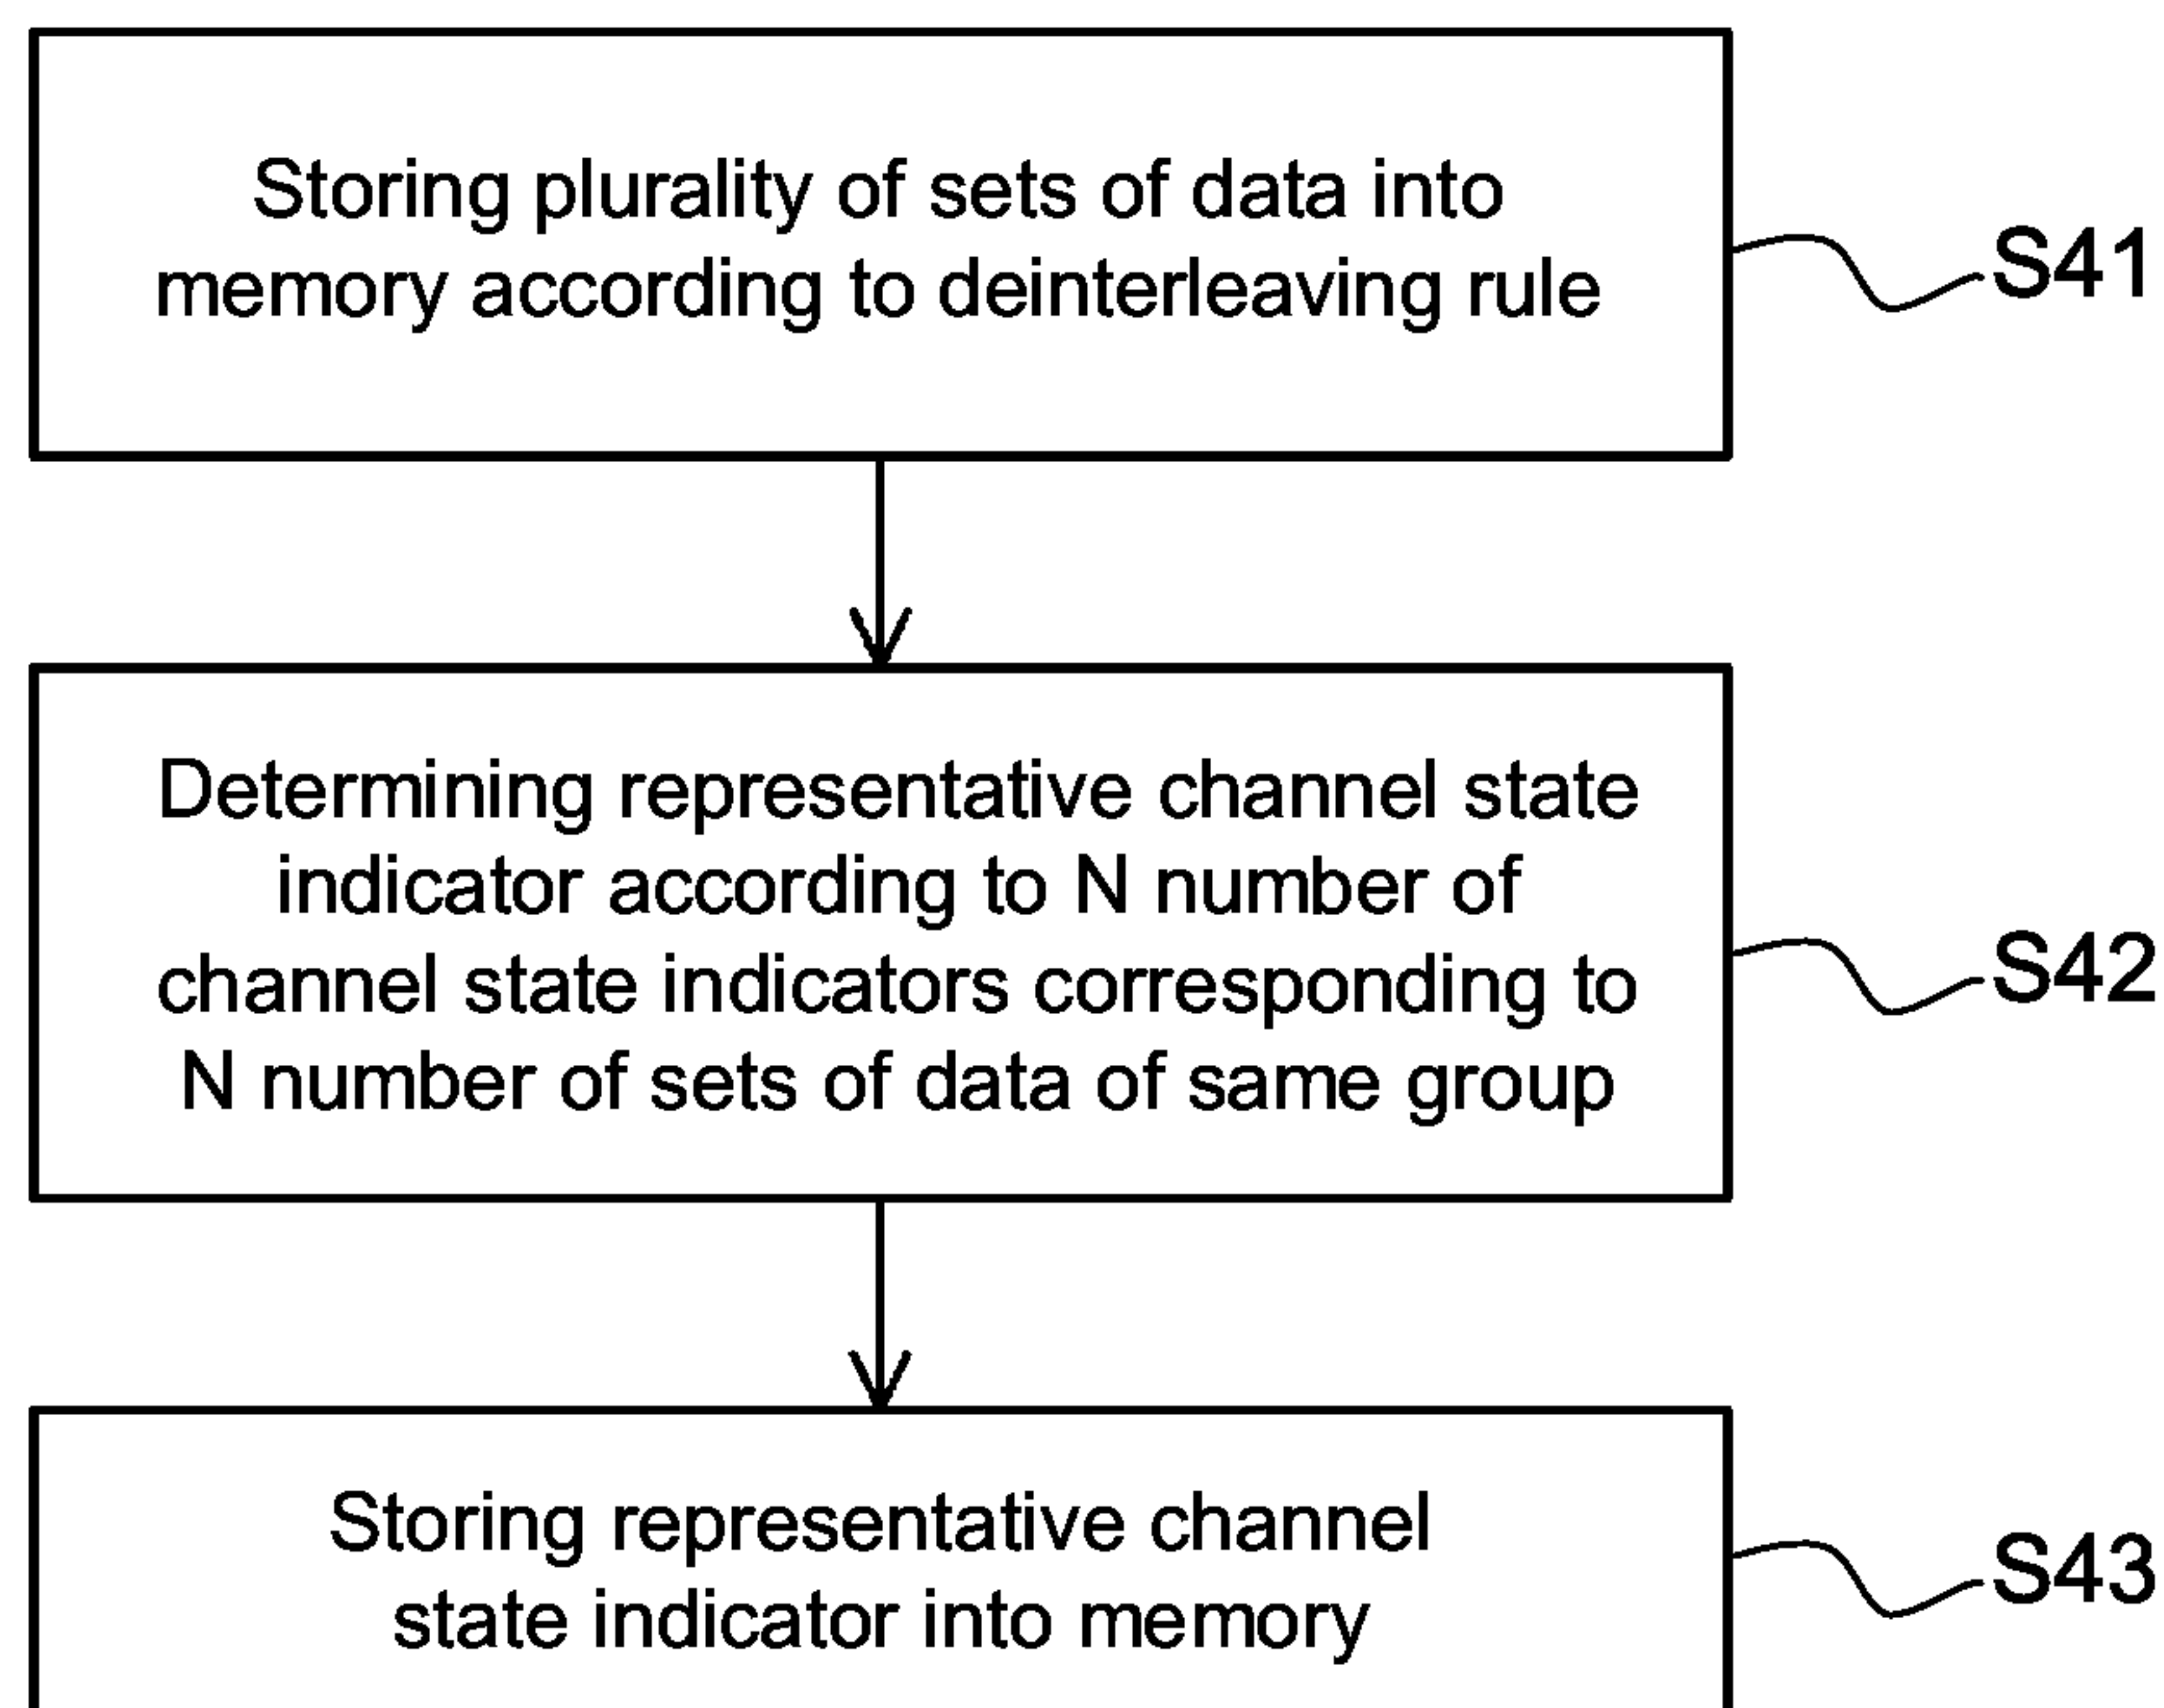 Storing plurality of sets of data into
memory according to deinterleaving rule
S41
Determining representative channel state
indicator according to N number of
channel state indicators corresponding to
N number of sets of data of same group
S42
Storing representative channel
state indicator into memory
S43